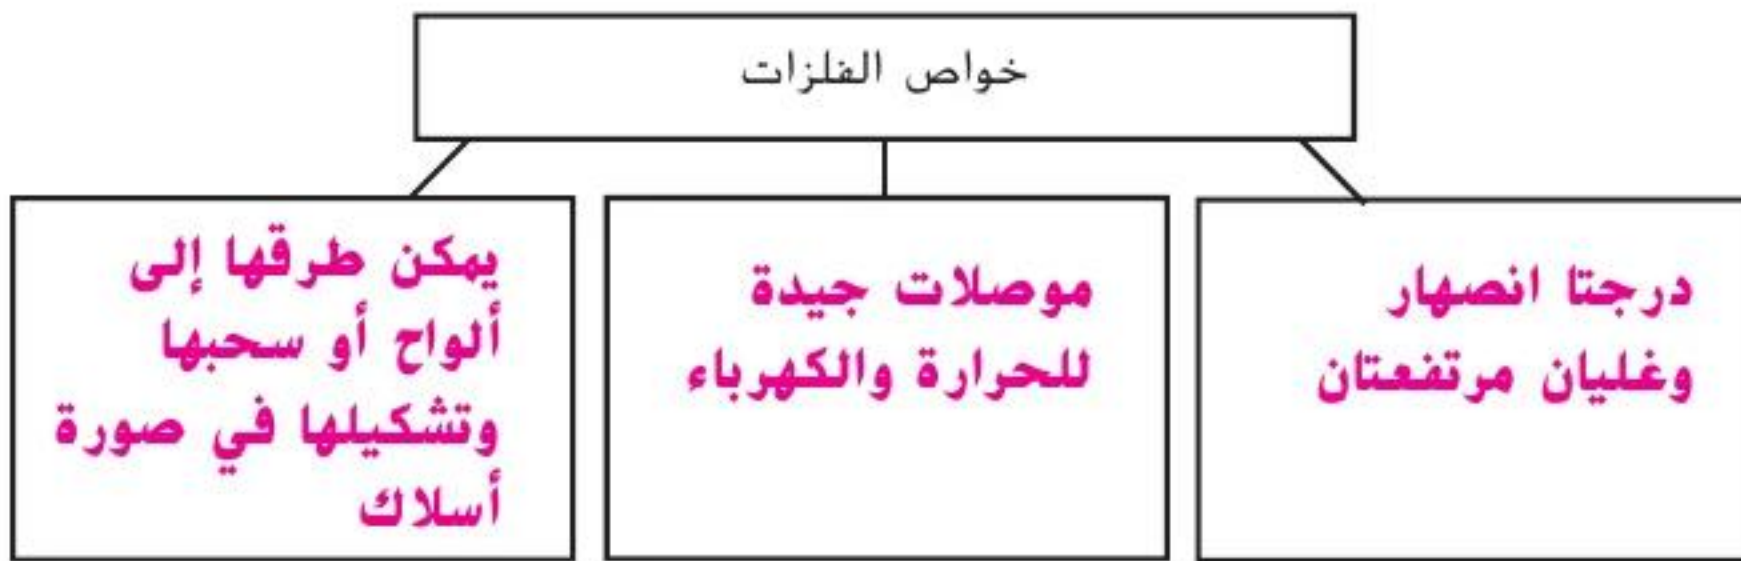 خواص الفلزات
درجتا انصهار
وغليان مرتفعتان
موصلات جيدة
للحرارة والكهرباء
يمكن طرقها إلى
ألواح أو سحبها
وتشكيلها في صورة
أسلاك